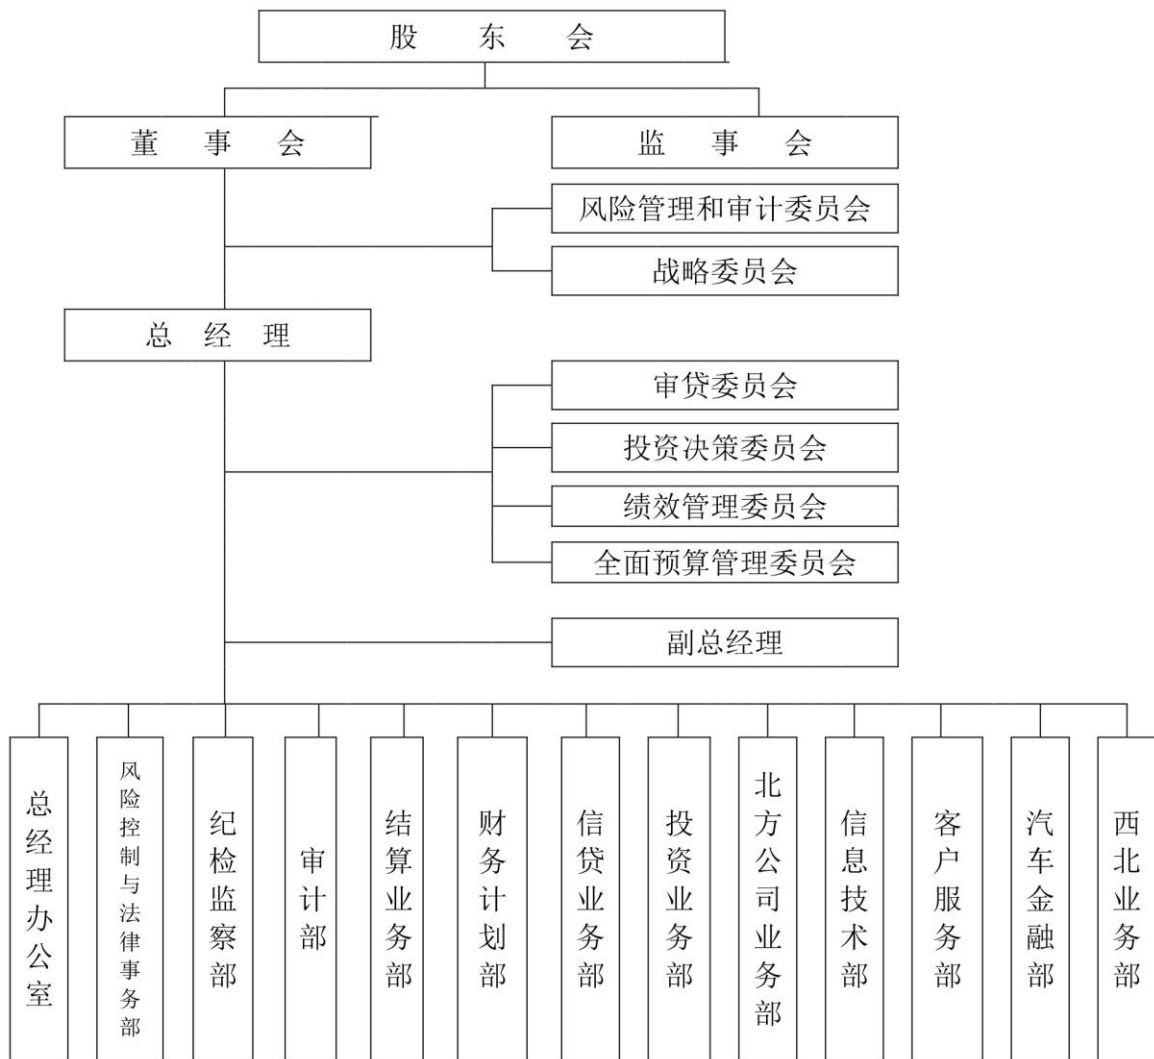 股东会
董事会
监事会
风险管理和审计委员会
战略委员会
总经理
审贷委员会
投资决策委员会
绩效管理委员会
全面预算管理委员会
副总经理
总经理办公室
风险控制与法律事务部
纪检监察部
审计部
结算业务部
财务计划部
信贷业务部
投资业务部
北方公司业务部
信息技术部
客户服务部
汽车金融部
西北业务部